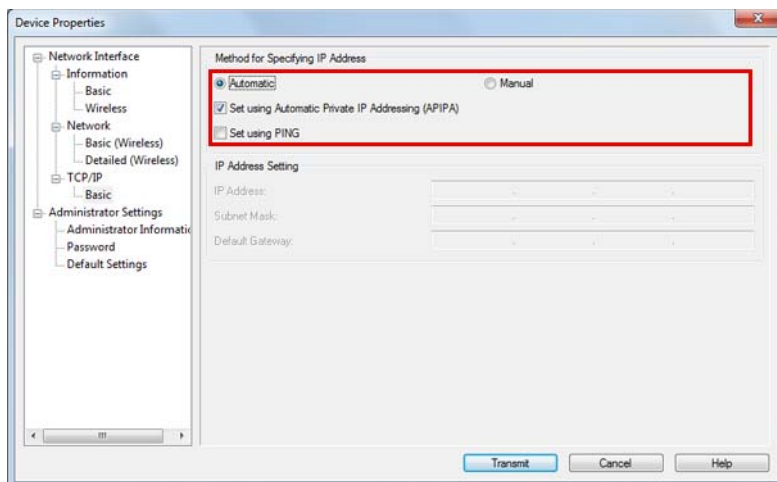 Device Properties
Network Interface
Information
Basic
Wireless
Network
Basic (Wireless)
Detailed (Wireless)
TCP/IP
Basic
Administrator Settings
Administrator Informatic
Password
Default Settings
Method for Specifying IP Address
Automatic Manual
Set using Automatic Private IP Addressing (APIPA)
Set using PING
IP Address Setting
IP Address:
Subnet Mask:
Default Gateway:
Transmit Cancel Help